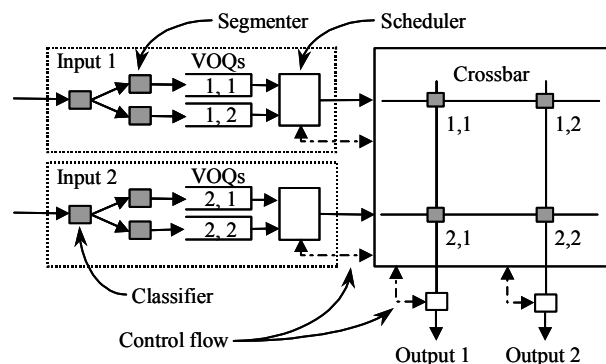 Segmenter
Scheduler
Input 1
VOQs
1, 1
1, 2
Crossbar
1,1
1,2
Input 2
VOQs
2, 1
2, 2
2,1
2,2
Classifier
Control flow
Output 1
Output 2